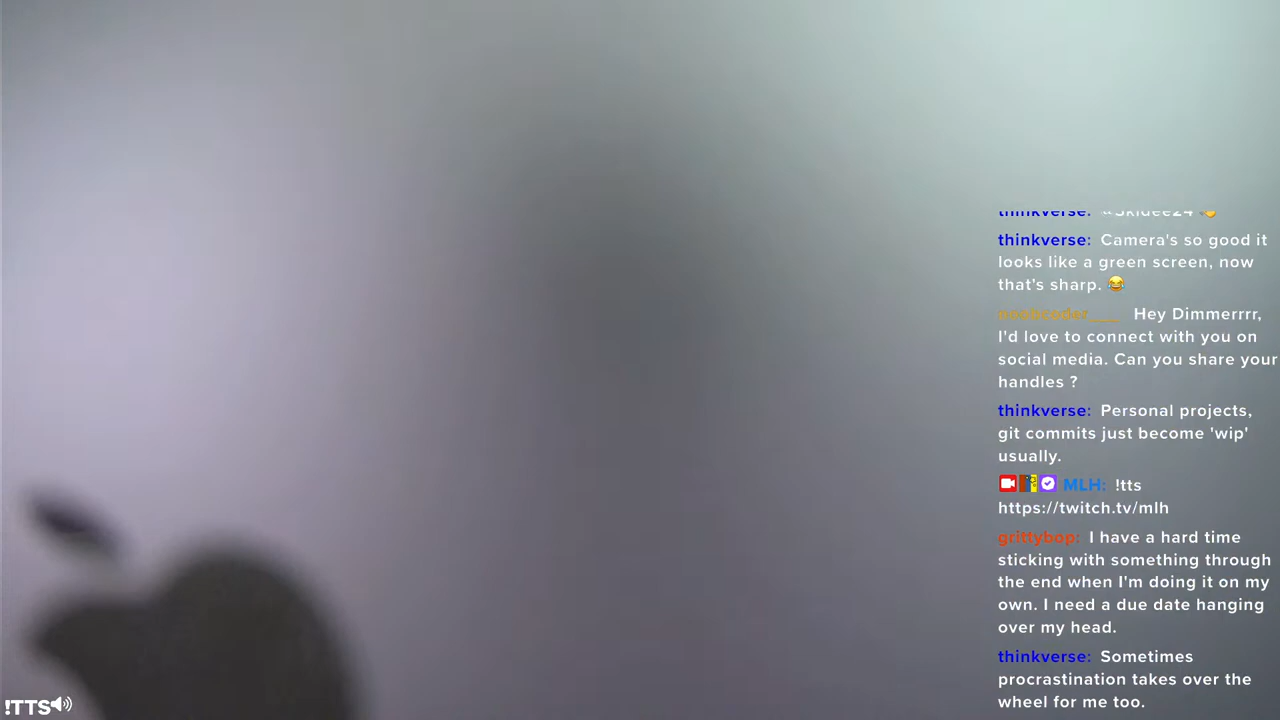 thinkverse: @Skidee24
thinkverse: Camera's so good it
looks like a green screen, now
that's sharp. 😂
Hey Dimmerrrr,
I'd love to connect with you on
social media. Can you share your
handles ?
thinkverse: Personal projects,
git commits just become 'wip'
usually.
MLH: !tts
https://twitch.tv/mlh
grittybop: I have a hard time
sticking with something through
the end when I'm doing it on my
own. I need a due date hanging
over my head.
thinkverse: Sometimes
procrastination takes over the
wheel for me too.
!TTS